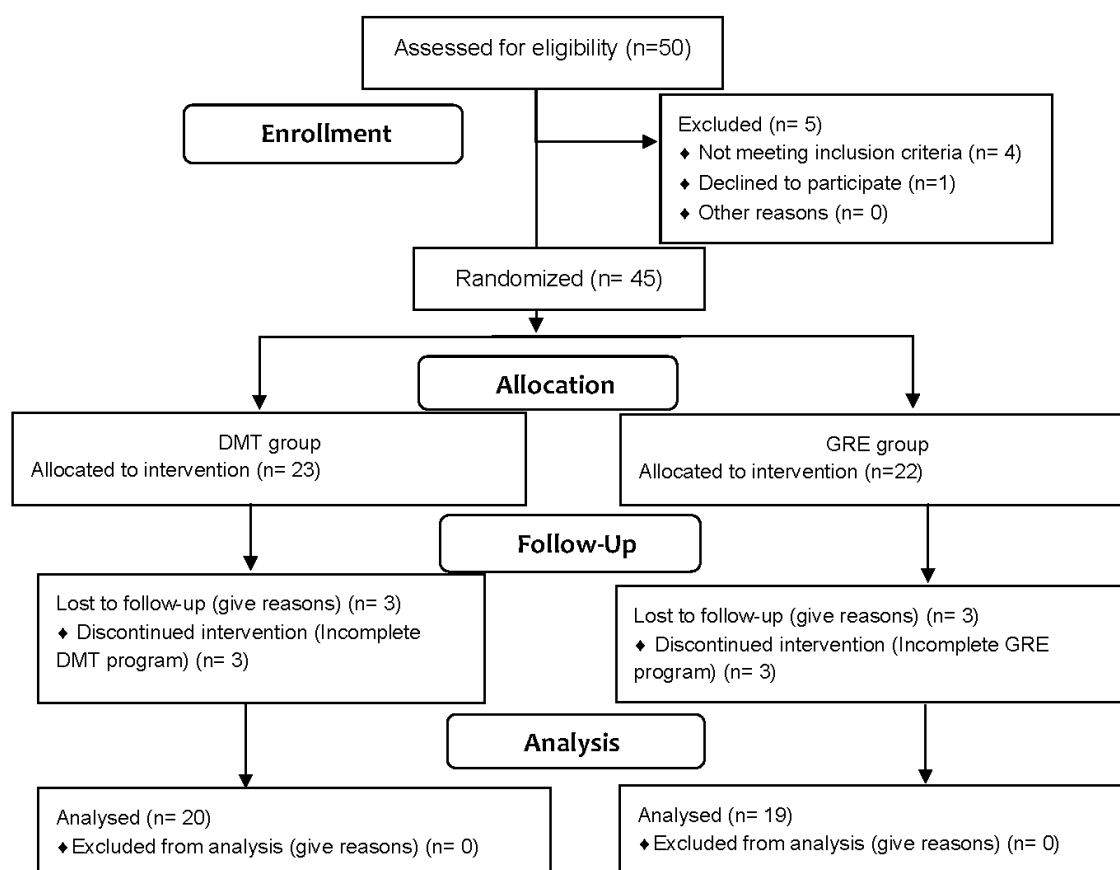 Assessed for eligibility (n=50)
Enrollment
Excluded (n= 5)
♦ Not meeting inclusion criteria (n= 4)
♦ Declined to participate (n=1)
♦ Other reasons (n= 0)
Randomized (n= 45)
Allocation
DMT group
Allocated to intervention (n= 23)
GRE group
Allocated to intervention (n=22)
Follow-Up
Lost to follow-up (give reasons) (n= 3)
♦ Discontinued intervention (Incomplete
DMT program) (n= 3)
Lost to follow-up (give reasons) (n= 3)
♦ Discontinued intervention (Incomplete GRE
program) (n= 3)
Analysis
Analysed (n= 20)
♦Excluded from analysis (give reasons) (n= 0)
Analysed (n= 19)
♦Excluded from analysis (give reasons) (n= 0)